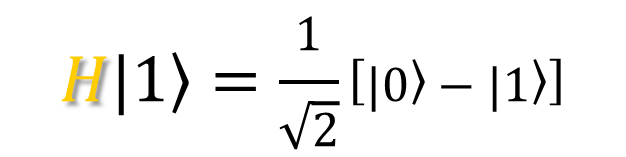 H|1⟩ = 1/√2 [|0⟩ − |1⟩]